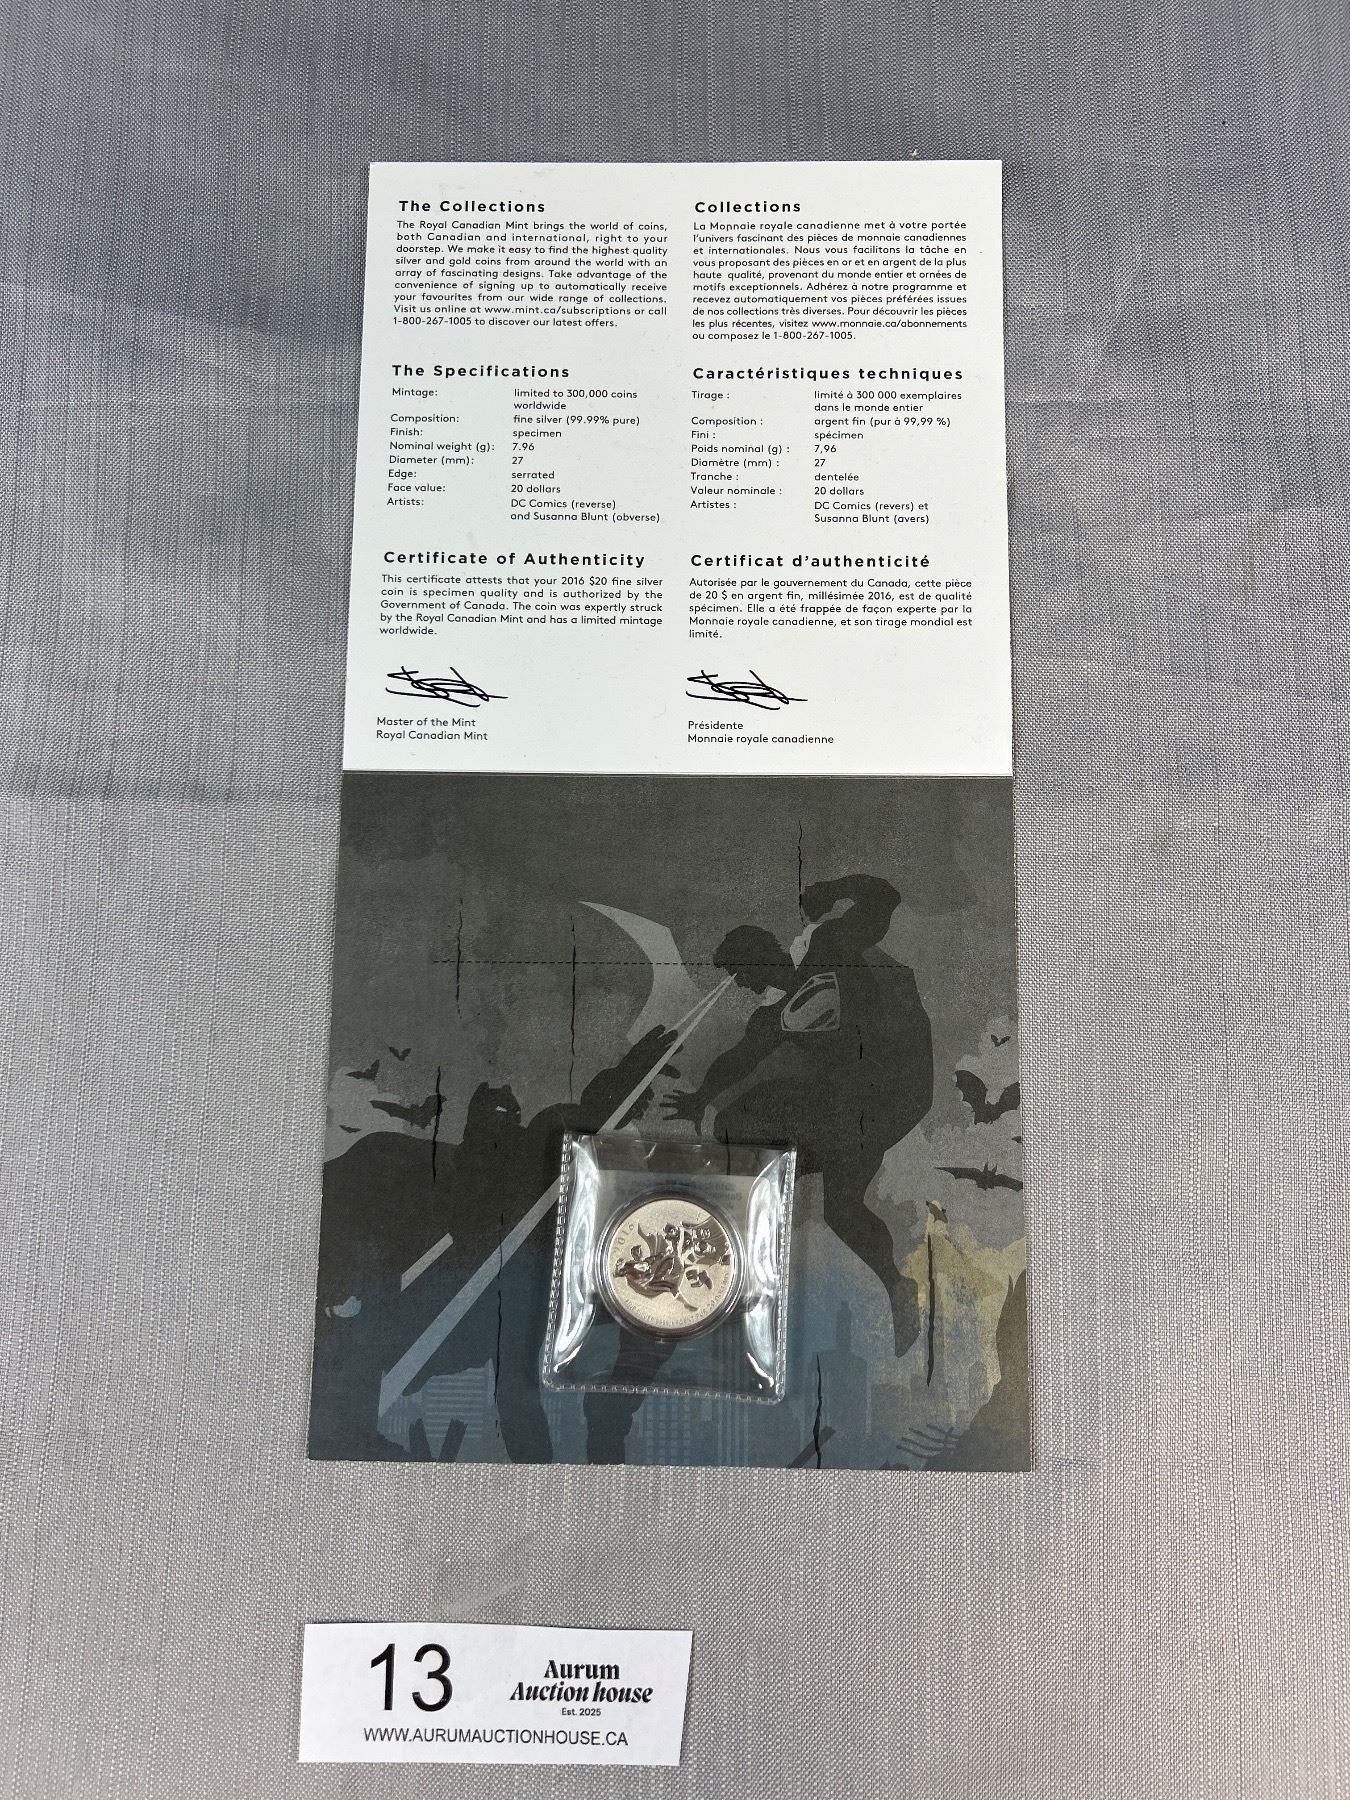 The Collections
The Royal Canadian Mint brings the world of coins,
both Canadian and international, right to your
doorstep. We make it easy to find the highest quality
silver and gold coins from around the world with an
array of fascinating designs. Take advantage of the
convenience of signing up to automatically receive
your favourites from our wide range of collections.
Visit us online at www.mint.ca/subscriptions or call
1-800-267-1005 to discover our latest offers.
Collections
La Monnaie royale canadienne met à votre portée
l'univers fascinant des pièces de monnaie canadiennes
et internationales. Nous vous facilitons la tâche en
vous proposant des pièces en or et en argent de la plus
haute qualité, provenant du monde entier et ornées de
motifs exceptionnels. Adhérez à notre programme et
recevez automatiquement vos pièces préférées issues
de nos collections très diverses. Pour découvrir les pièces
les plus récentes, visitez www.monnaie.ca/abonnements
ou composez le 1-800-267-1005.
The Specifications
Mintage: limited to 300,000 coins
worldwide
Composition: fine silver (99.99% pure)
Finish: specimen
Nominal weight (g): 7.96
Diameter (mm): 27
Edge: serrated
Face value: 20 dollars
Artists: DC Comics (reverse)
and Susanna Blunt (obverse)
Caractéristiques techniques
Tirage : limité à 300 000 exemplaires
dans le monde entier
Composition : argent fin (pur à 99,99 %)
Fini : spécimen
Poids nominal (g) : 7,96
Diamètre (mm) : 27
Tranche : dentelée
Valeur nominale : 20 dollars
Artistes : DC Comics (revers) et
Susanna Blunt (avers)
Certificate of Authenticity
This certificate attests that your 2016 $20 fine silver
coin is specimen quality and is authorized by the
Government of Canada. The coin was expertly struck
by the Royal Canadian Mint and has a limited mintage
worldwide.
Master of the Mint
Royal Canadian Mint
Certificat d'authenticité
Autorisée par le gouvernement du Canada, cette pièce
de 20 $ en argent fin, millésimée 2016, est de qualité
spécimen. Elle a été frappée de façon experte par la
Monnaie royale canadienne, et son tirage mondial est
limité.
Présidente
Monnaie royale canadienne
2016
13
Aurum
Auction house
Est. 2025
WWW.AURUMAUCTIONHOUSE.CA